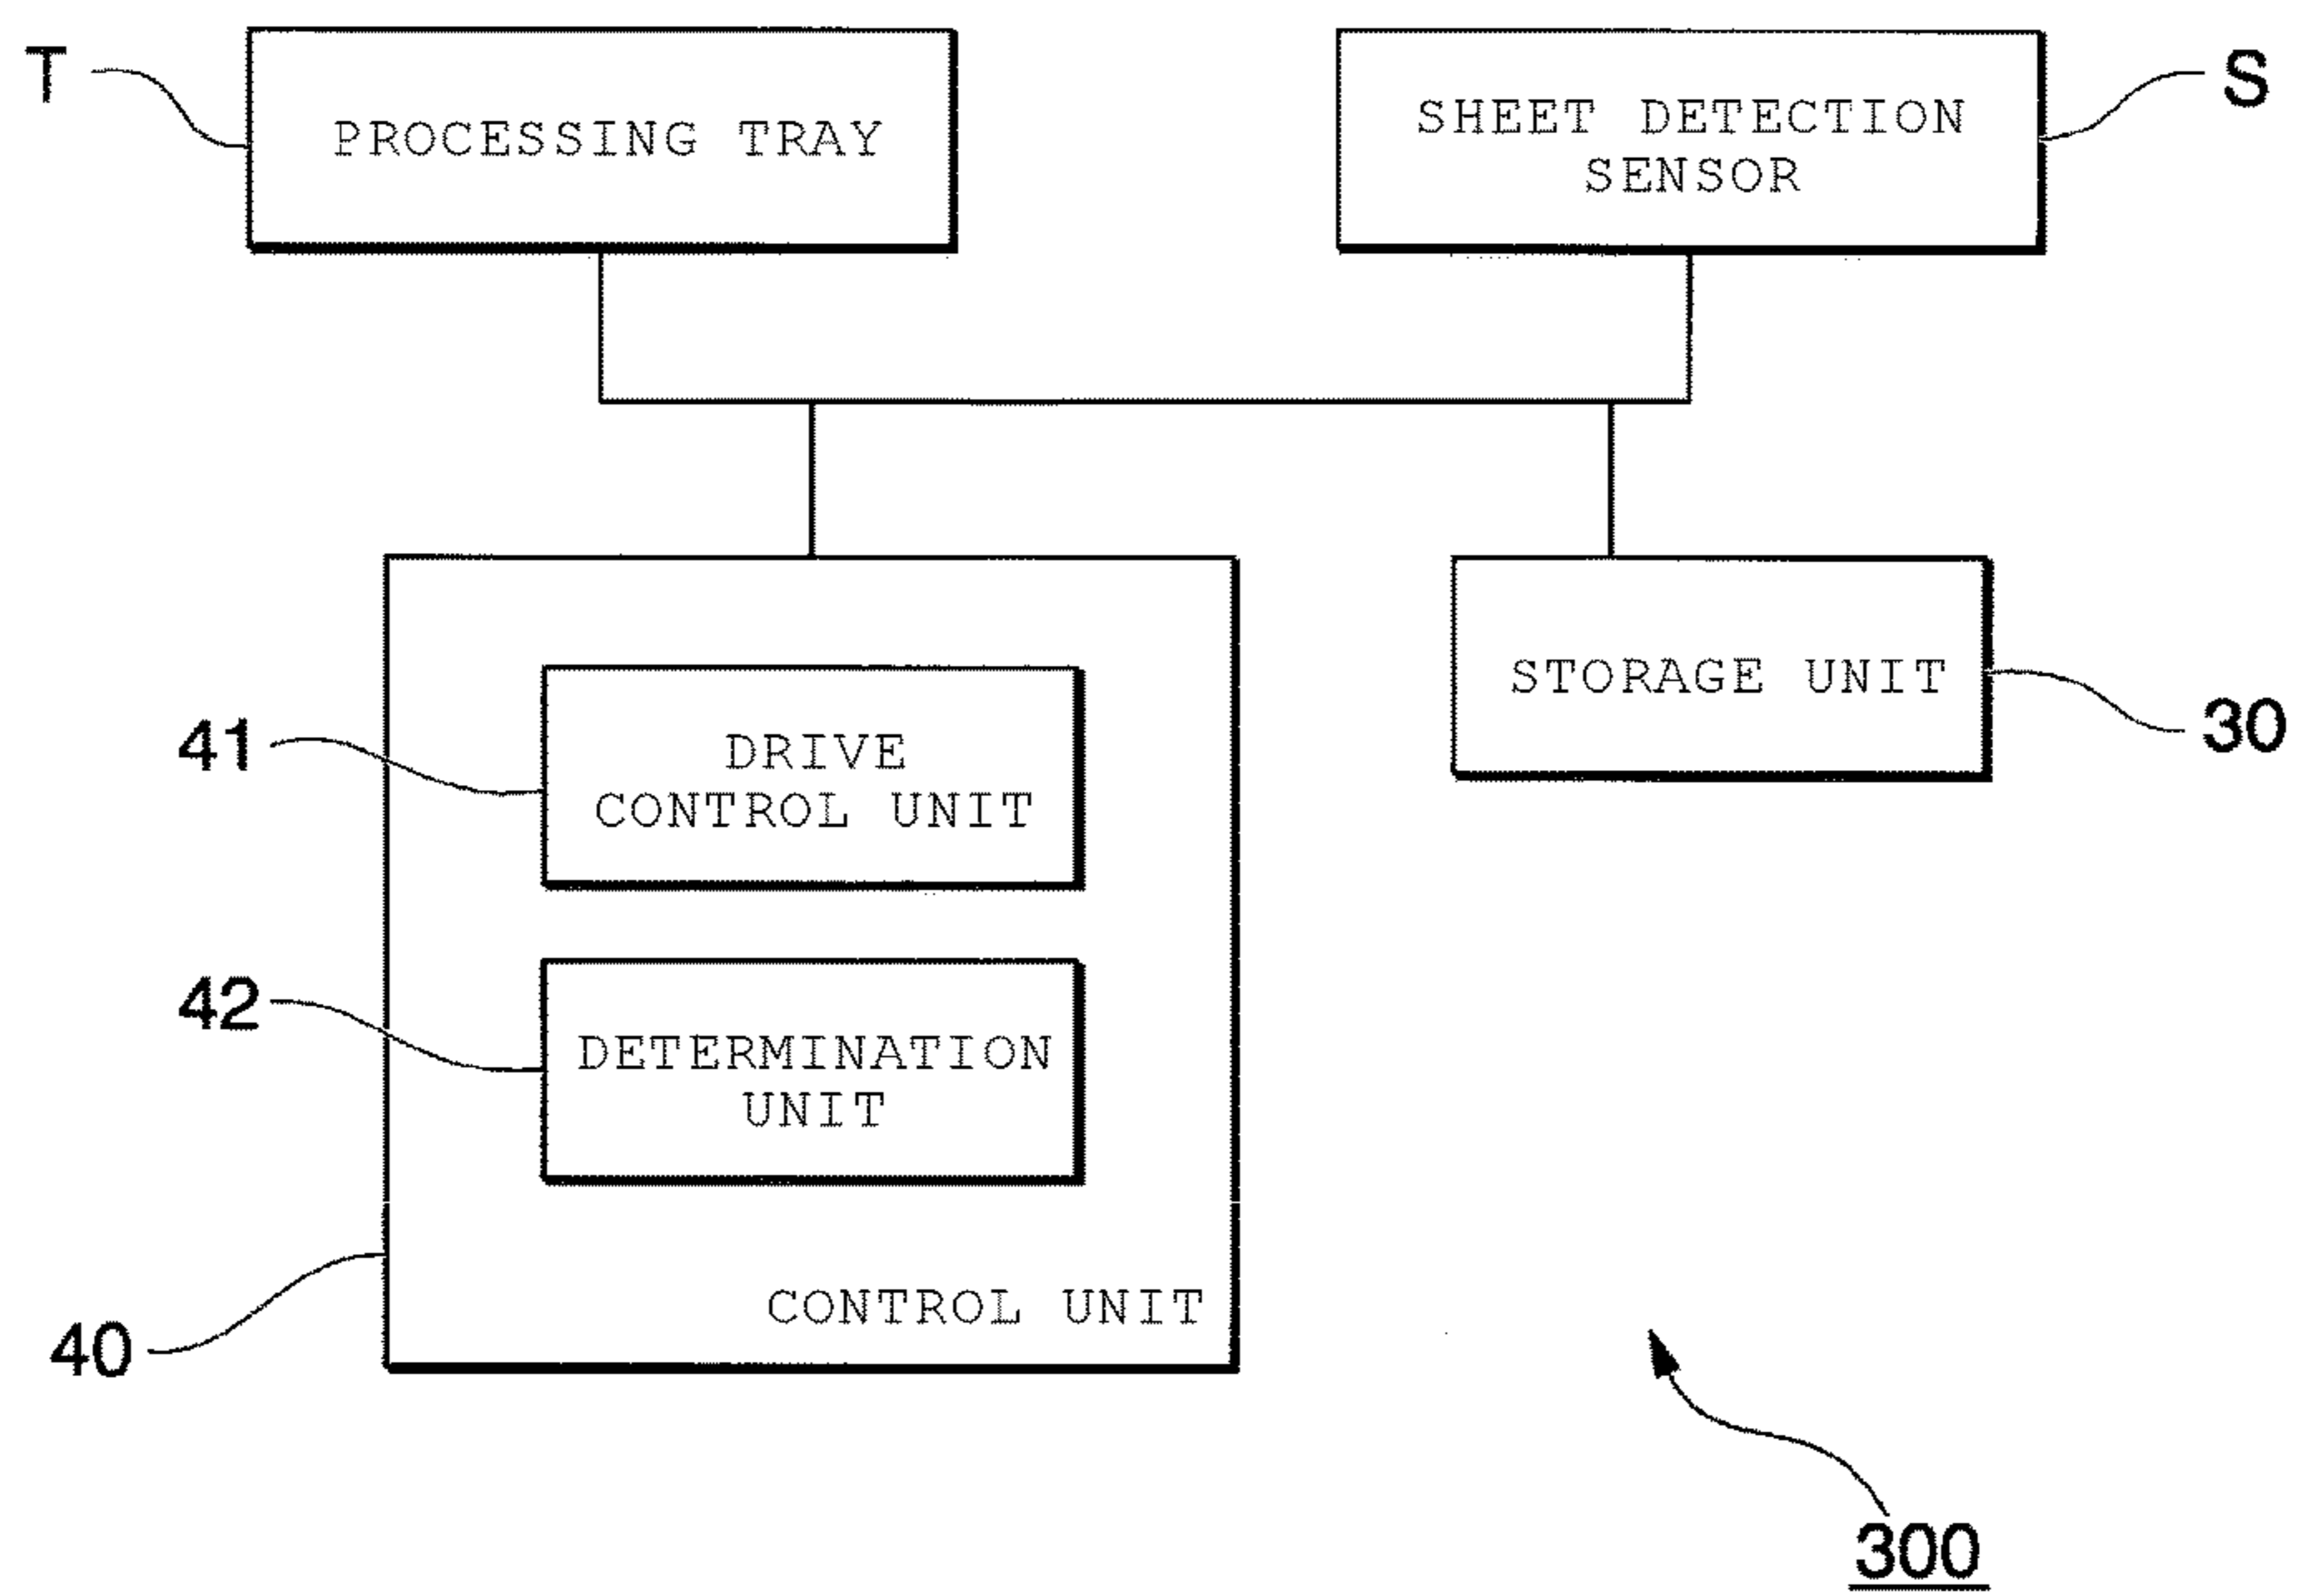 T
PROCESSING TRAY
SHEET DETECTION
SENSOR
S
STORAGE UNIT
30
41
DRIVE
CONTROL UNIT
42
DETERMINATION
UNIT
CONTROL UNIT
40
300